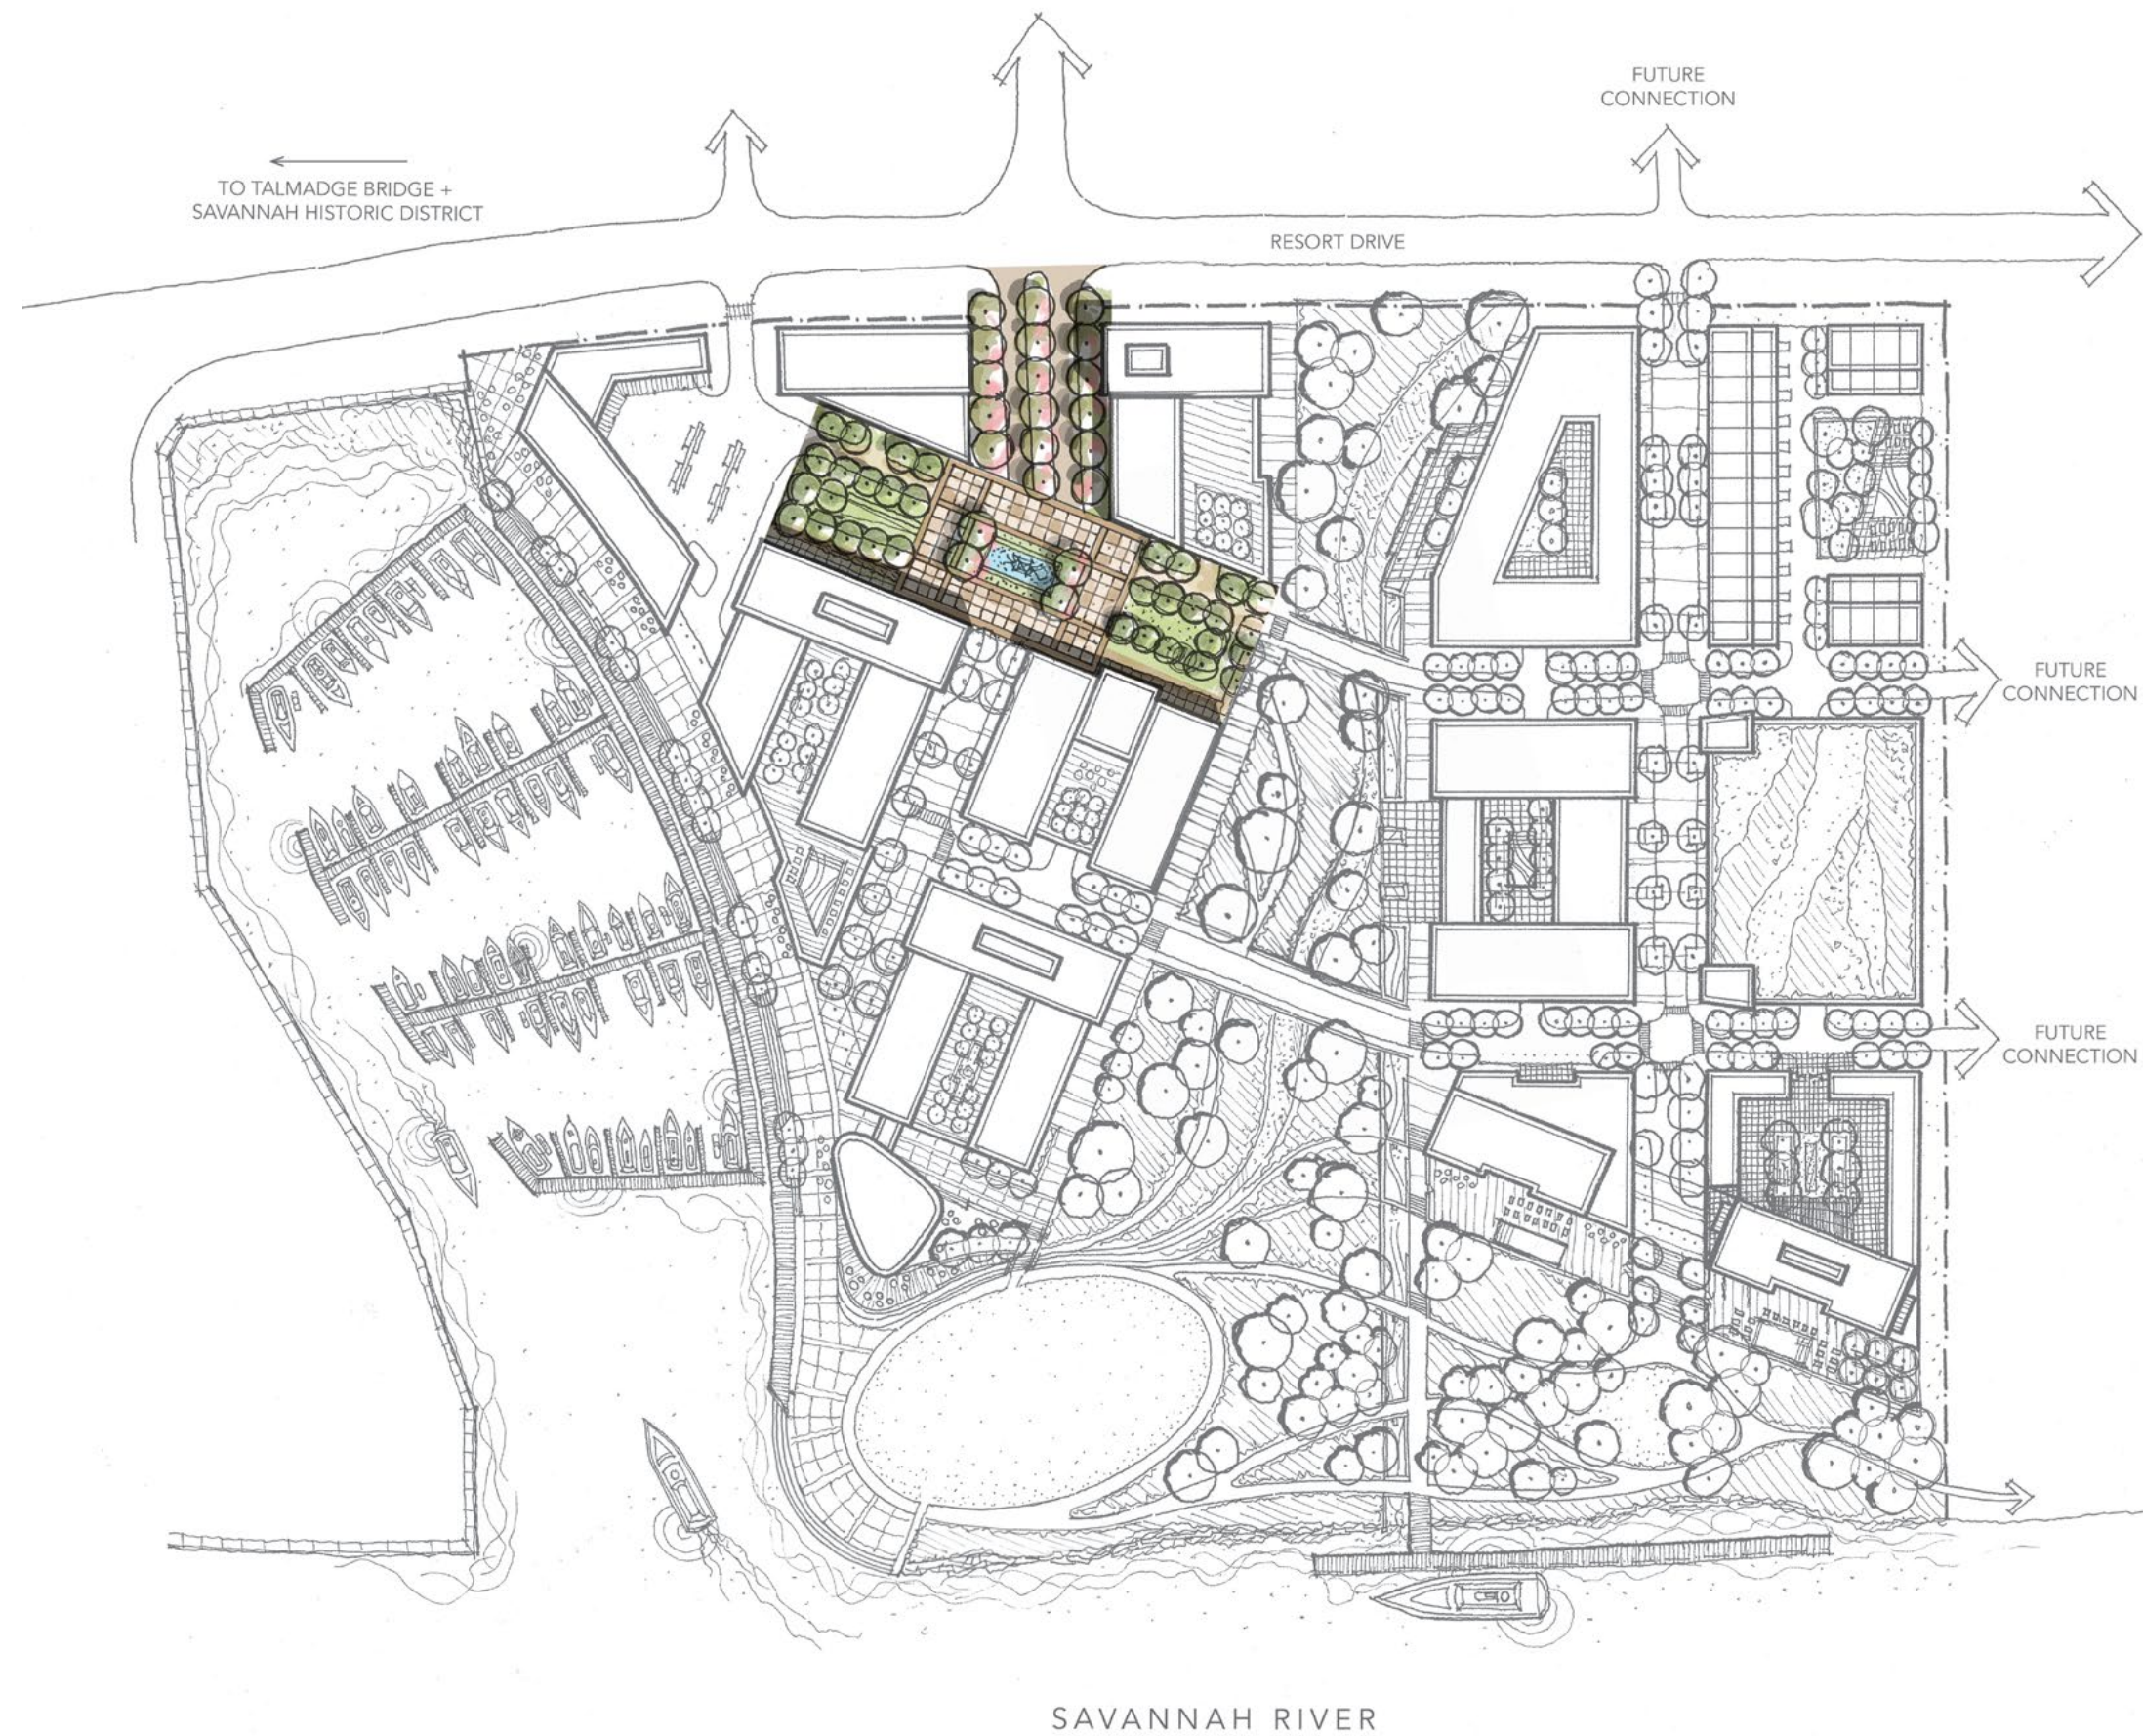 FUTURE
CONNECTION
TO TALMADGE BRIDGE +
SAVANNAH HISTORIC DISTRICT
RESORT DRIVE
FUTURE
CONNECTION
FUTURE
CONNECTION
SAVANNAH RIVER